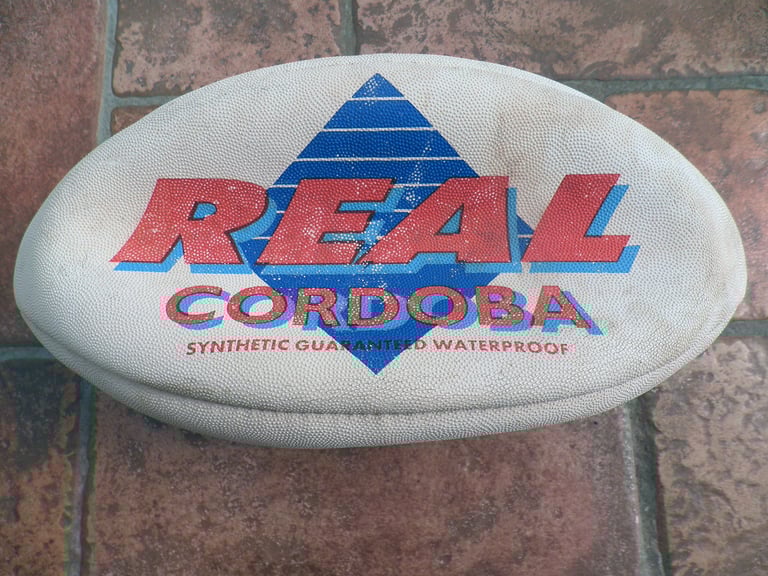 REAL
CORDOBA
SYNTHETIC GUARANTEED WATERPROOF